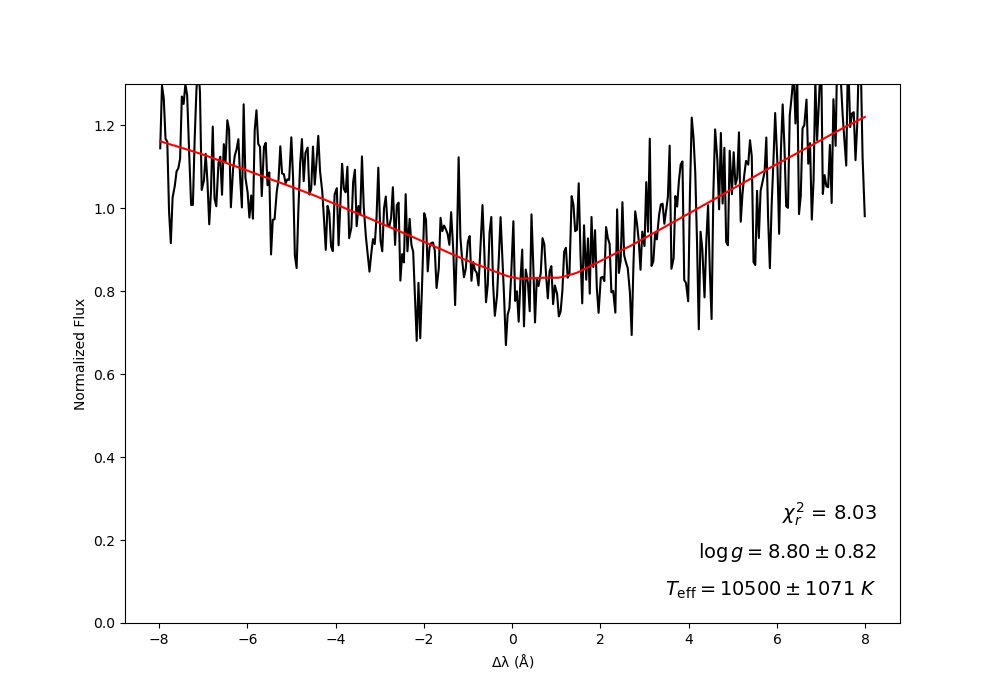 1.2
1.0
0.8
0.6
0.4
0.2
0.0
Normalized Flux
χ²ᵣ = 8.03
log g = 8.80 ± 0.82
T_eff = 10500 ± 1071 K
−8 −6 −4 −2 0 2 4 6 8
Δλ (Å)